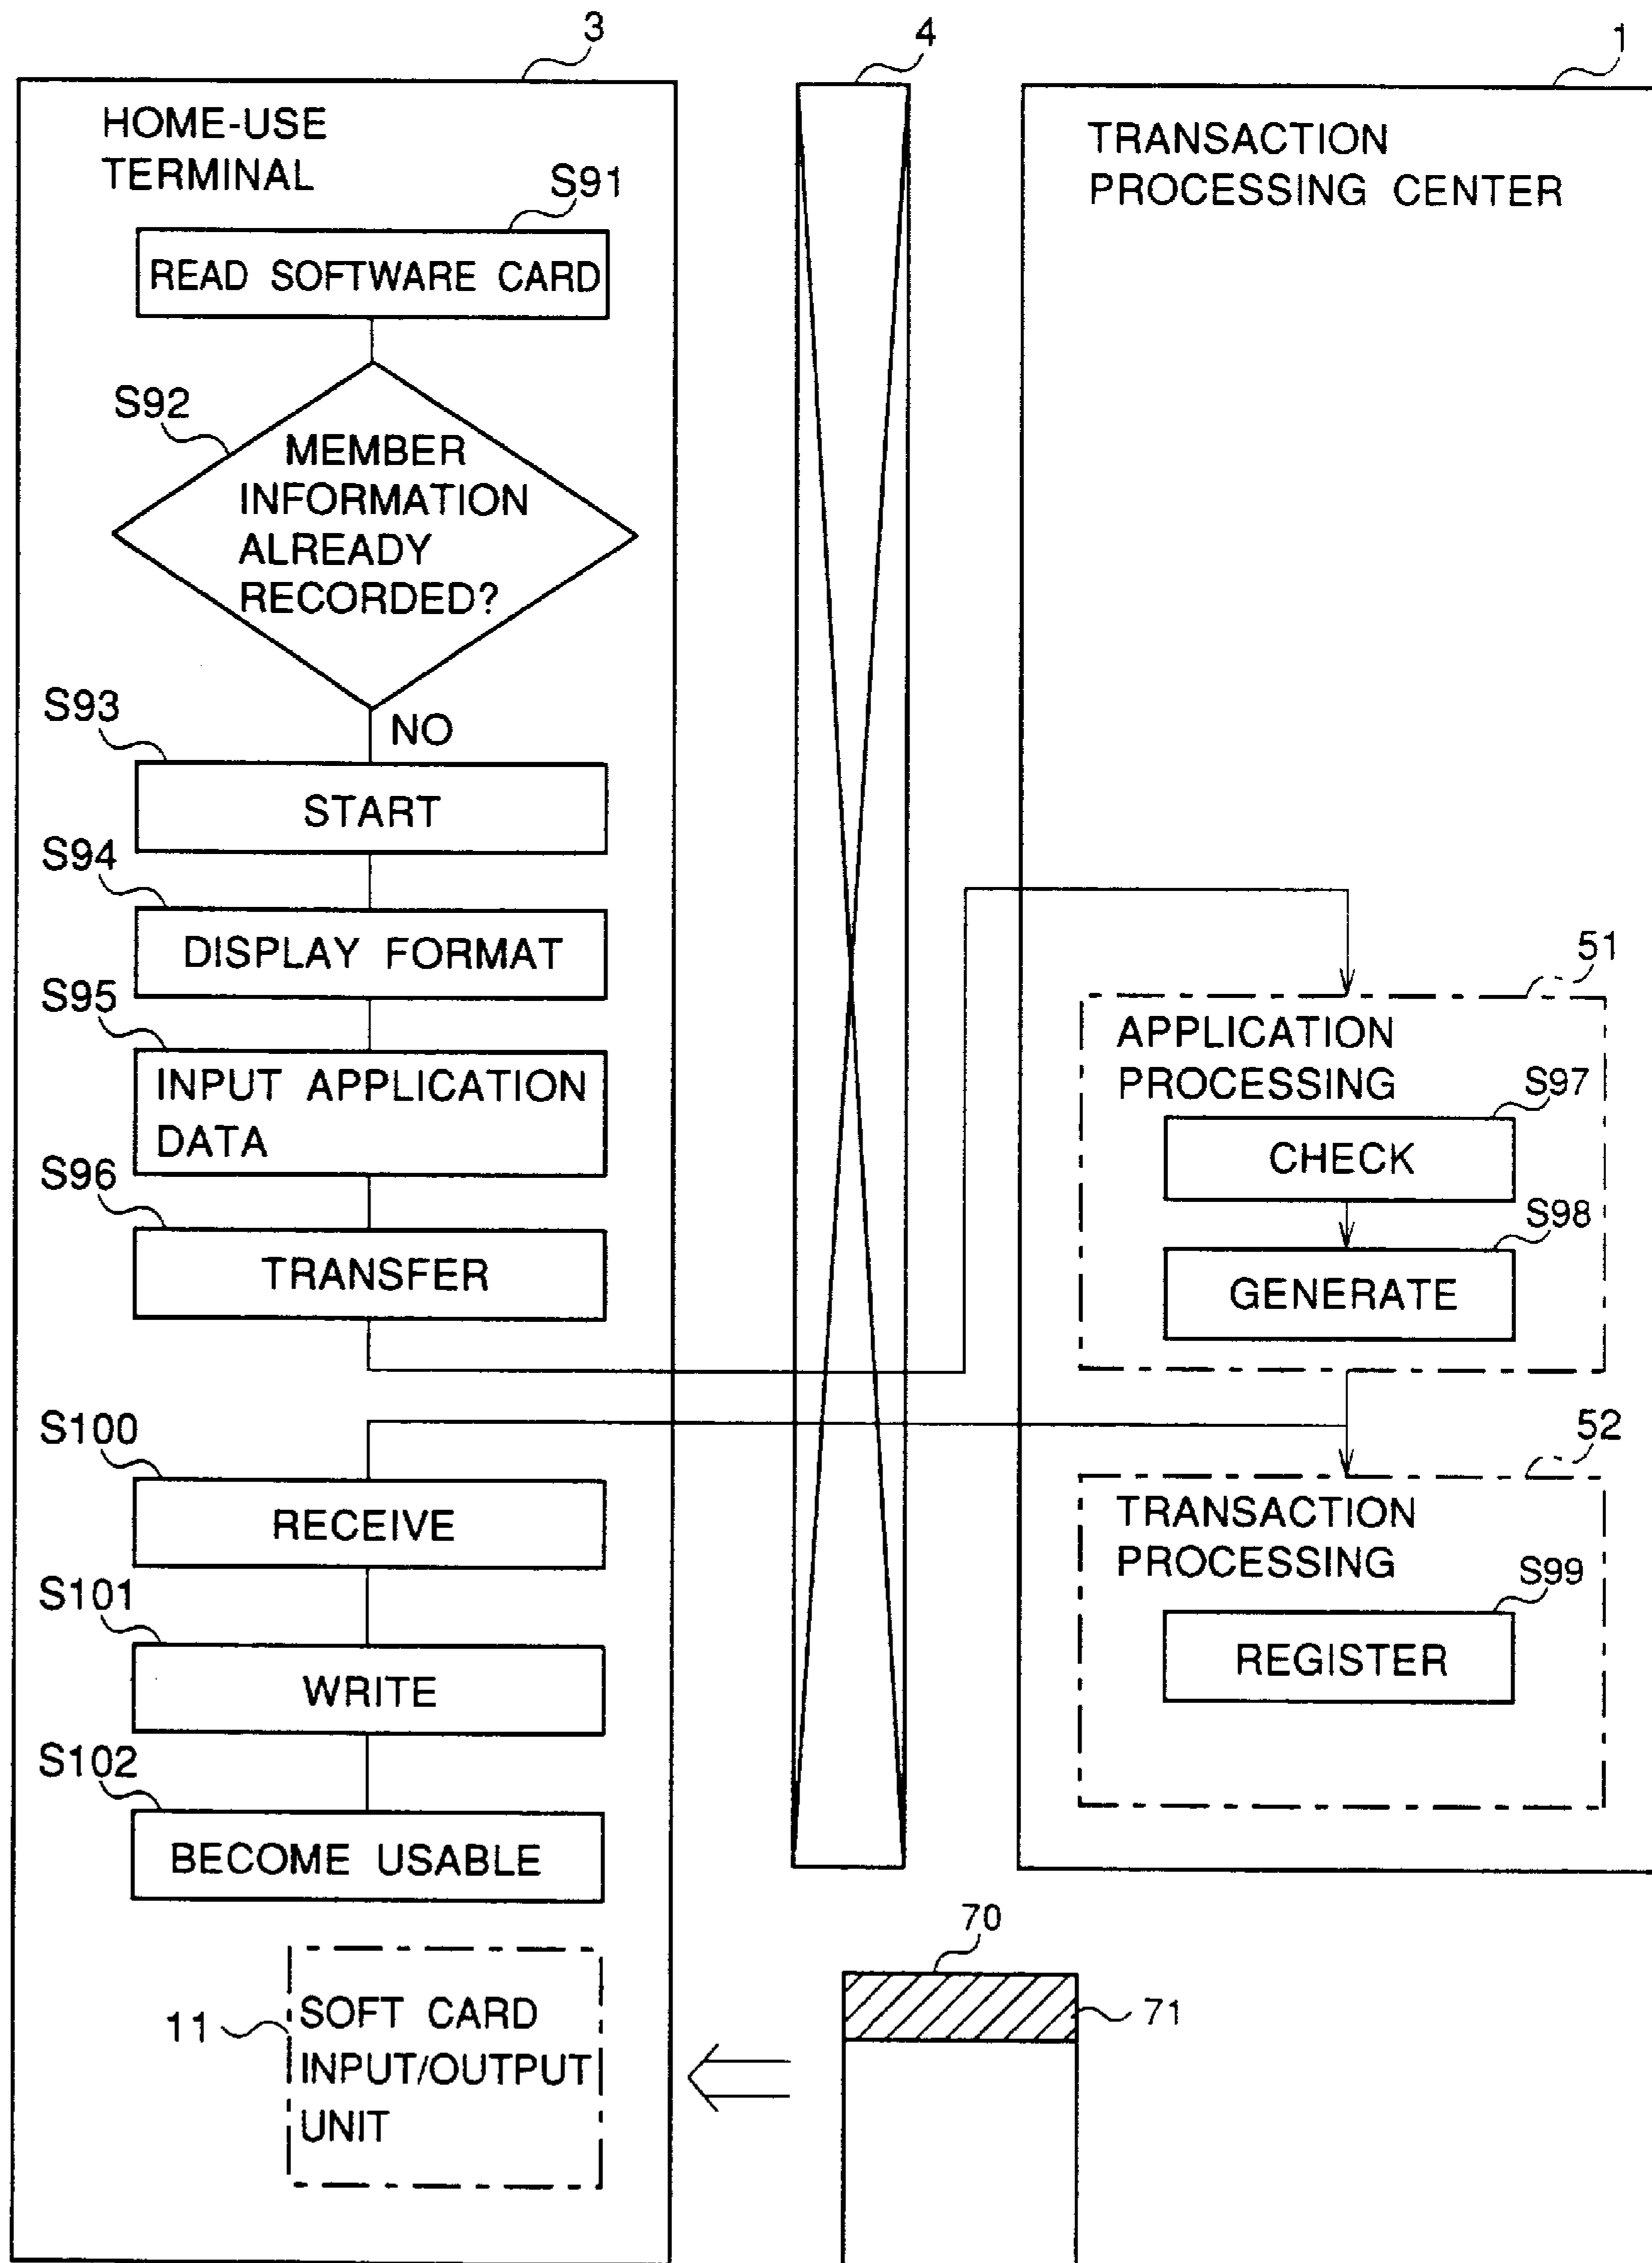 3
4
1
HOME-USE
TERMINAL
TRANSACTION
PROCESSING CENTER
S91
READ SOFTWARE CARD
S92
MEMBER
INFORMATION
ALREADY
RECORDED?
S93
NO
START
S94
DISPLAY FORMAT
S95
INPUT APPLICATION
DATA
S96
TRANSFER
51
APPLICATION
PROCESSING
S97
CHECK
S98
GENERATE
S100
RECEIVE
S101
WRITE
S102
BECOME USABLE
52
TRANSACTION
PROCESSING
S99
REGISTER
11
SOFT CARD
INPUT/OUTPUT
UNIT
70
71